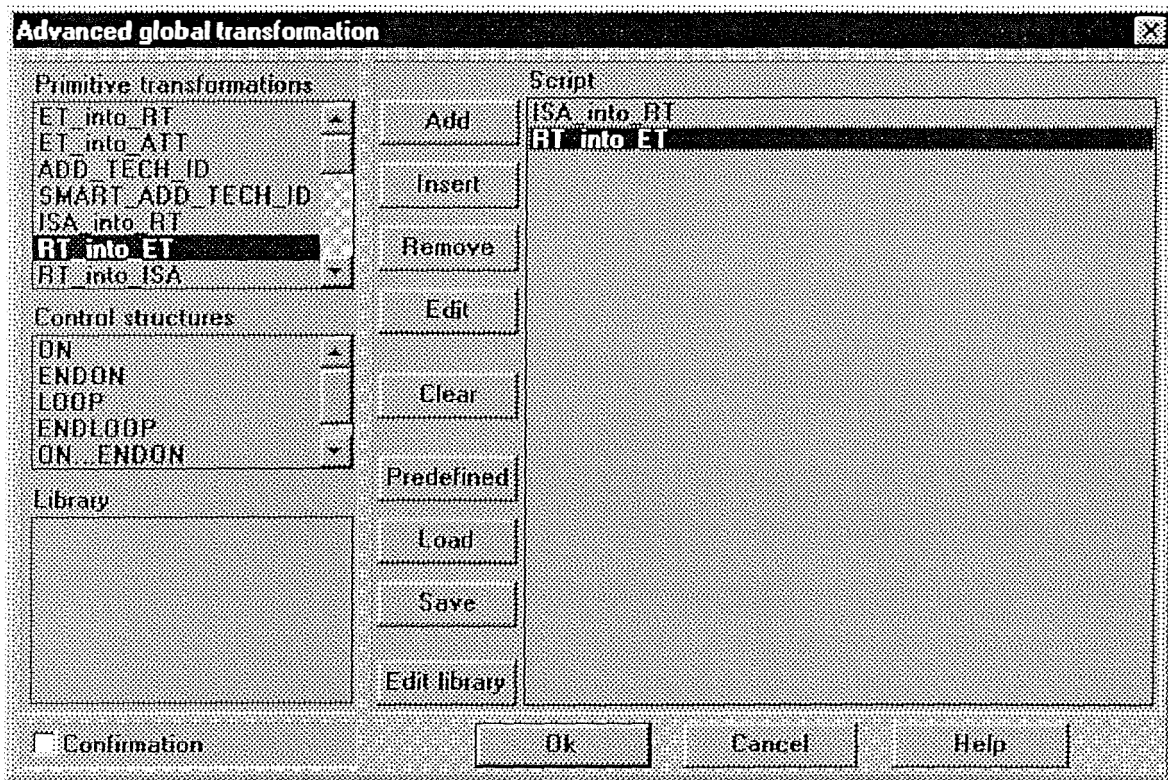 Advanced global transformation
Primitive transformations
ET_into_RT
ET_into_ATT
ADD_TECH_ID
SMART_ADD_TECH_ID
ISA_into_RT
RT_into_ET
RT_into_ISA
Control structures
ON
ENDON
LOOP
ENDLOOP
ON...ENDON
Library
Confirmation
Add
Insert
Remove
Edit
Clear
Predefined
Load
Save
Edit library
Script
ISA_into_RT
RT_into_ET
Ok
Cancel
Help